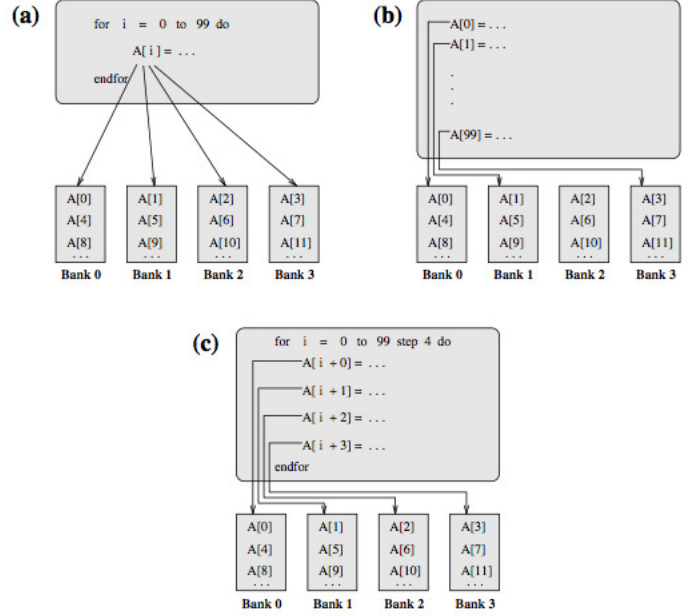 (a)
for i = 0 to 99 do
A[ i ] = ...
endfor
A[0] A[1] A[2] A[3]
A[4] A[5] A[6] A[7]
A[8] A[9] A[10] A[11]
... ... ... ...
Bank 0 Bank 1 Bank 2 Bank 3
(b)
A[0] = ...
A[1] = ...
.
.
.
A[99] = ...
A[0] A[1] A[2] A[3]
A[4] A[5] A[6] A[7]
A[8] A[9] A[10] A[11]
... ... ... ...
Bank 0 Bank 1 Bank 2 Bank 3
(c)
for i = 0 to 99 step 4 do
A[ i + 0] = ...
A[ i + 1] = ...
A[ i + 2] = ...
A[ i + 3] = ...
endfor
A[0] A[1] A[2] A[3]
A[4] A[5] A[6] A[7]
A[8] A[9] A[10] A[11]
... ... ... ...
Bank 0 Bank 1 Bank 2 Bank 3